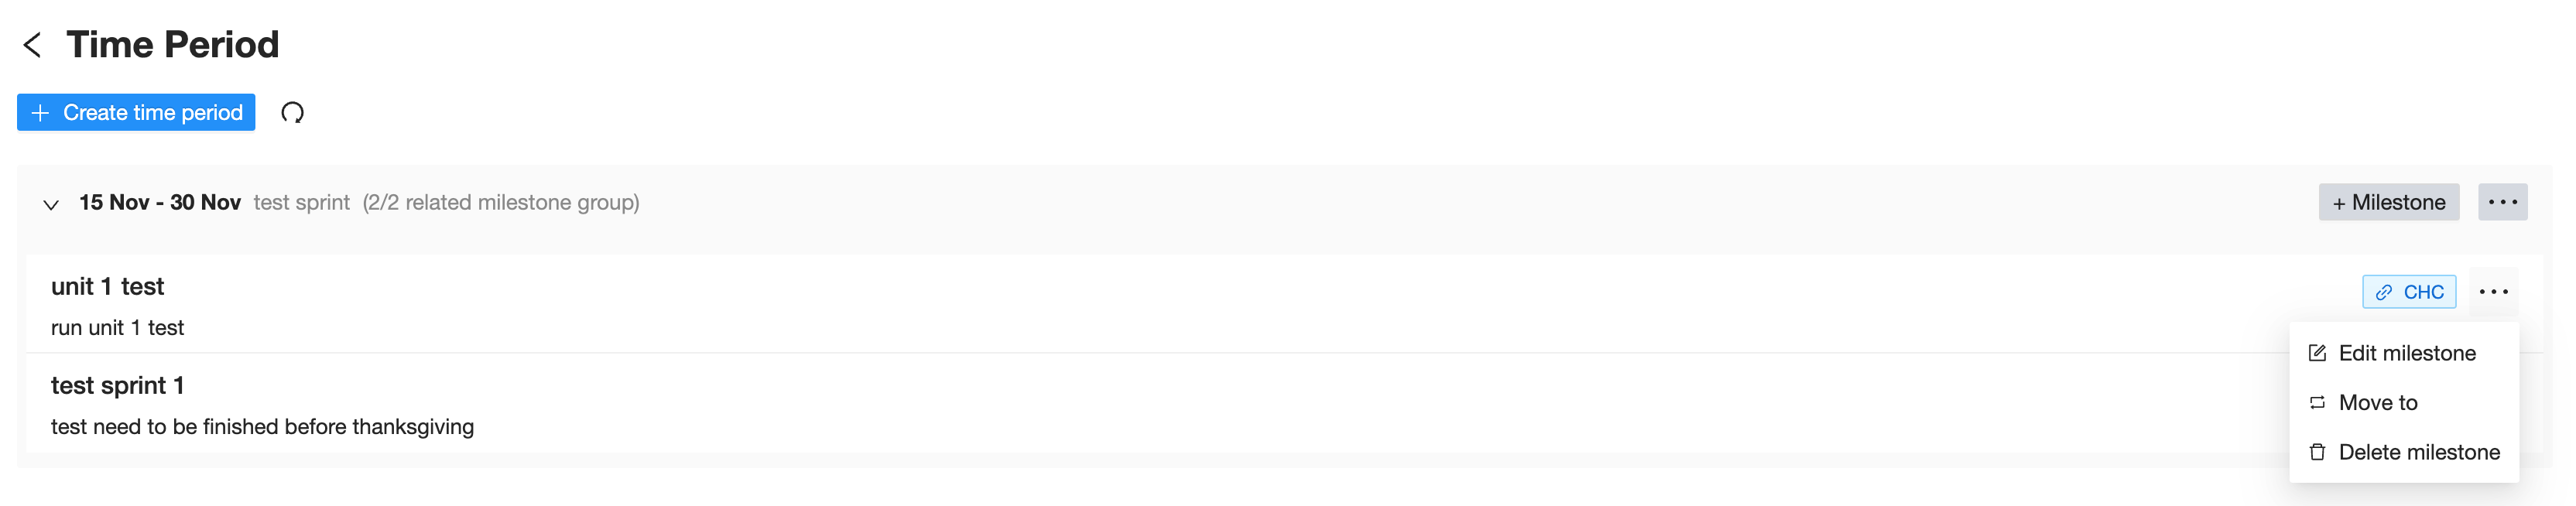 Time Period
+ Create time period
15 Nov - 30 Nov test sprint (2/2 related milestone group)
+ Milestone ...
unit 1 test
CHC ...
run unit 1 test
Edit milestone
test sprint 1
Move to
test need to be finished before thanksgiving
Delete milestone